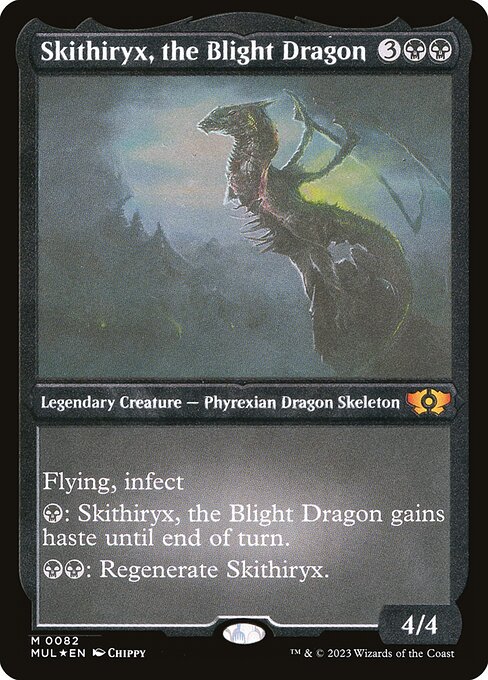 Skithiryx, the Blight Dragon 3
Legendary Creature — Phyrexian Dragon Skeleton
Flying, infect
: Skithiryx, the Blight Dragon gains
haste until end of turn.
: Regenerate Skithiryx.
4/4
M 0082
MUL★EN CHIPPY
™ & © 2023 Wizards of the Coast